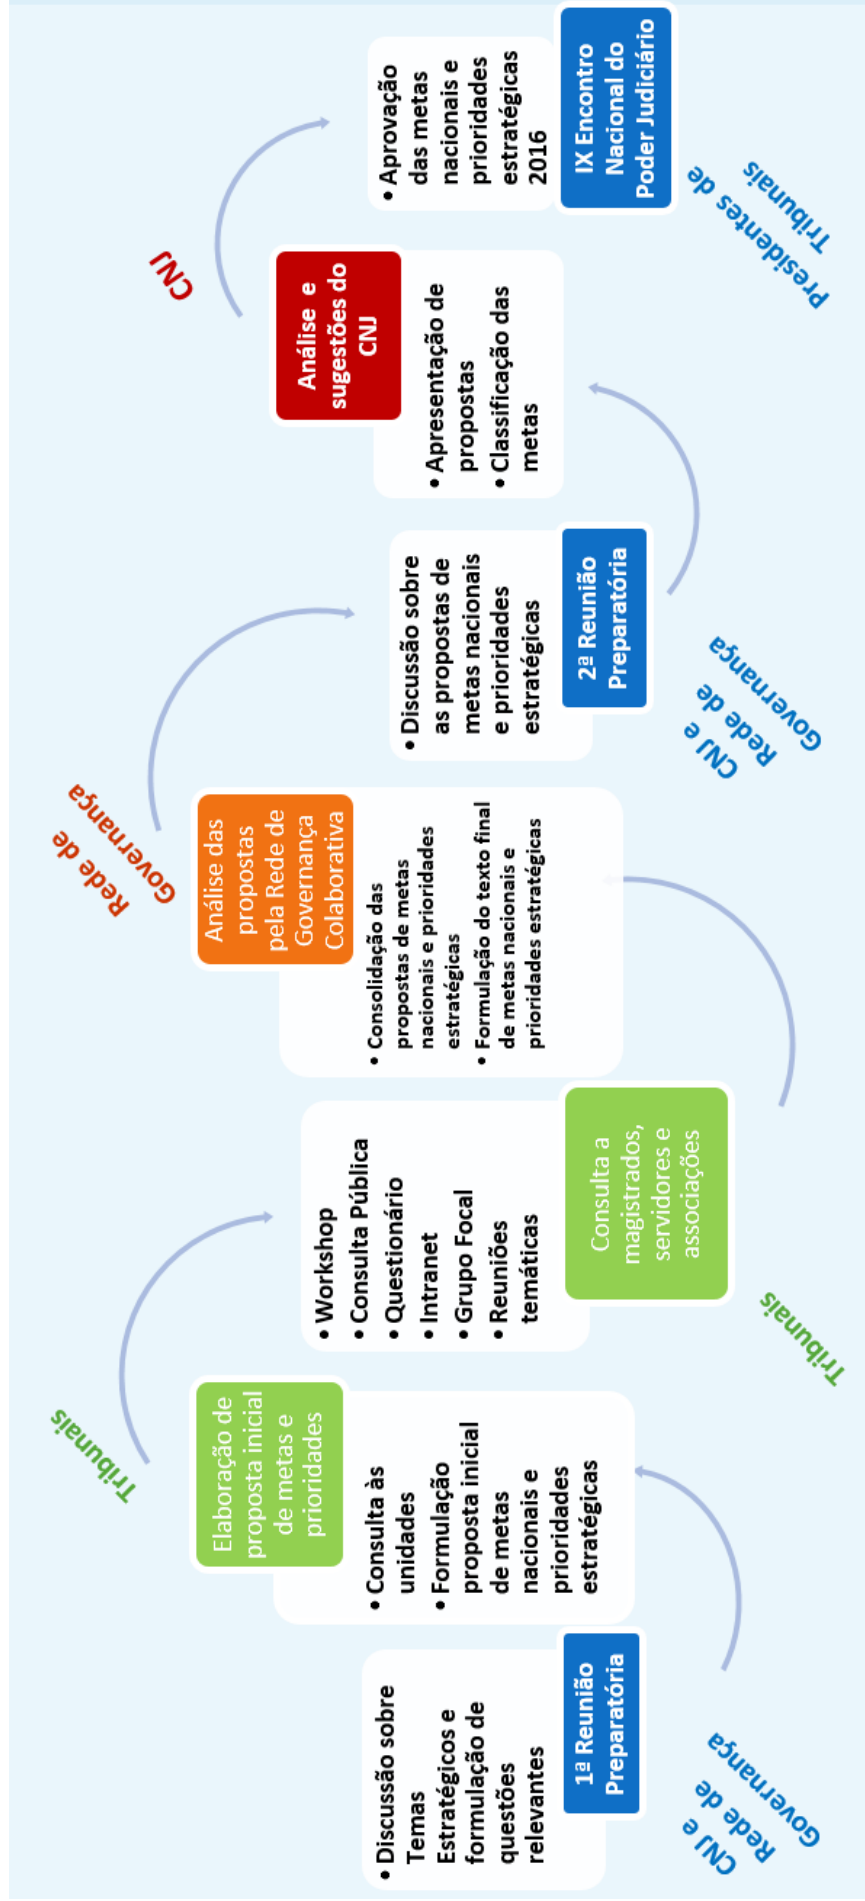 • Discussão sobre
Temas
Estratégicos e
formulação de
questões
relevantes
1ª Reunião
Preparatória
CNJ e
Rede de
Governança
Elaboração de
proposta inicial
de metas e
prioridades
• Consulta às
unidades
• Formulação
proposta inicial
de metas
nacionais e
prioridades
estratégicas
Tribunais
• Workshop
• Consulta Pública
• Questionário
• Intranet
• Grupo Focal
• Reuniões
temáticas
Consulta a
magistrados,
servidores e
associações
Tribunais
Análise das
propostas
pela Rede de
Governança
Colaborativa
• Consolidação das
propostas de metas
nacionais e prioridades
estratégicas
• Formulação do texto final
de metas nacionais e
prioridades estratégicas
Rede de
Governança
• Discussão sobre
as propostas de
metas nacionais
e prioridades
estratégicas
2ª Reunião
Preparatória
CNJ e
Rede de
Governança
Análise e
sugestões do
CNJ
• Apresentação de
propostas
• Classificação das
metas
CNJ
• Aprovação
das metas
nacionais e
prioridades
estratégicas
2016
IX Encontro
Nacional do
Poder Judiciário
Presidentes de
Tribunais